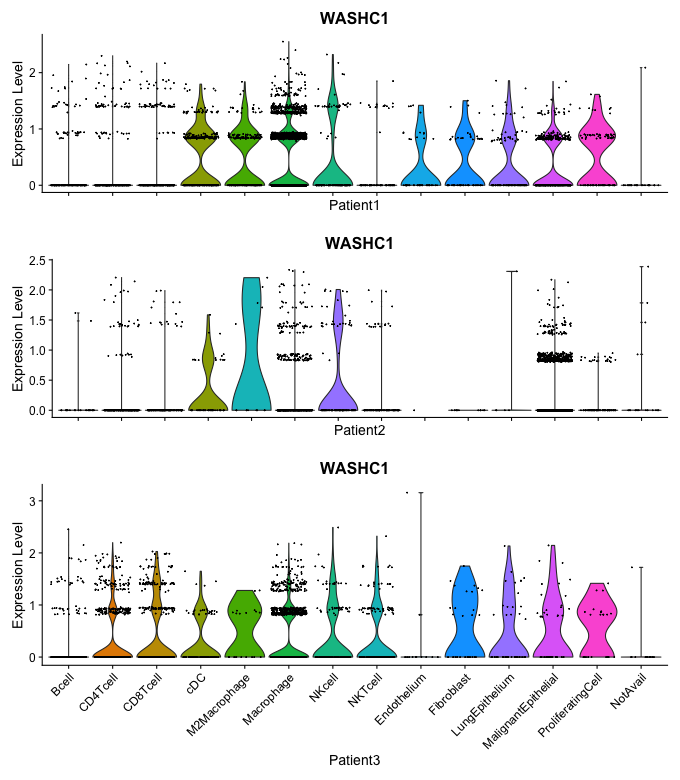 WASHC1
Expression Level
2
1
0
Patient1
WASHC1
Expression Level
2.5
2.0
1.5
1.0
0.5
0.0
Patient2
WASHC1
Expression Level
3
2
1
0
Bcell
CD4Tcell
CD8Tcell
cDC
M2Macrophage
Macrophage
NKcell
NKTcell
Endothelium
Fibroblast
LungEpithelium
MalignantEpithelial
ProliferatingCell
NotAvail
Patient3